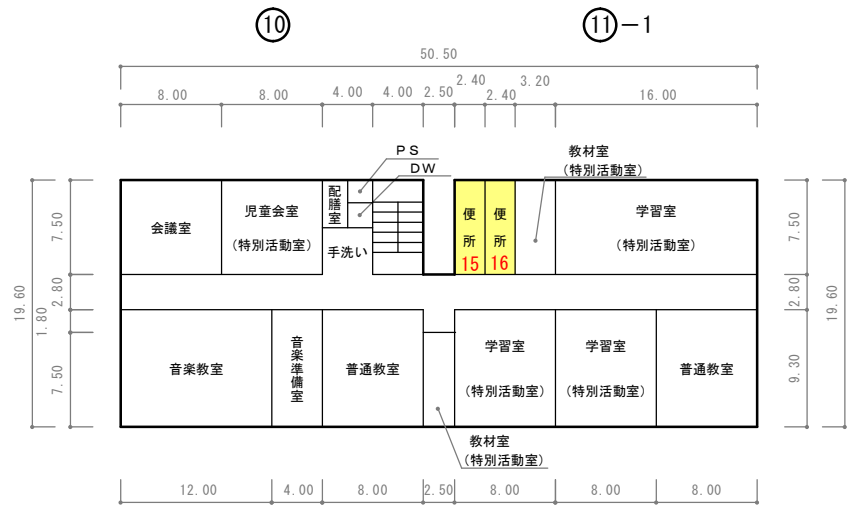 ⑩
⑪-1
50.50
2.40
3.20
8.00
8.00
4.00
4.00
2.50
2.40
16.00
PS
DW
教材室
(特別活動室)
会議室
児童会室
(特別活動室)
配膳室
手洗い
便所
15
便所
16
学習室
(特別活動室)
音楽教室
音楽準備室
普通教室
学習室
(特別活動室)
学習室
(特別活動室)
普通教室
教材室
(特別活動室)
19.60
7.50
2.80
1.80
7.50
7.50
2.80
9.30
19.60
12.00
4.00
8.00
2.50
8.00
8.00
8.00